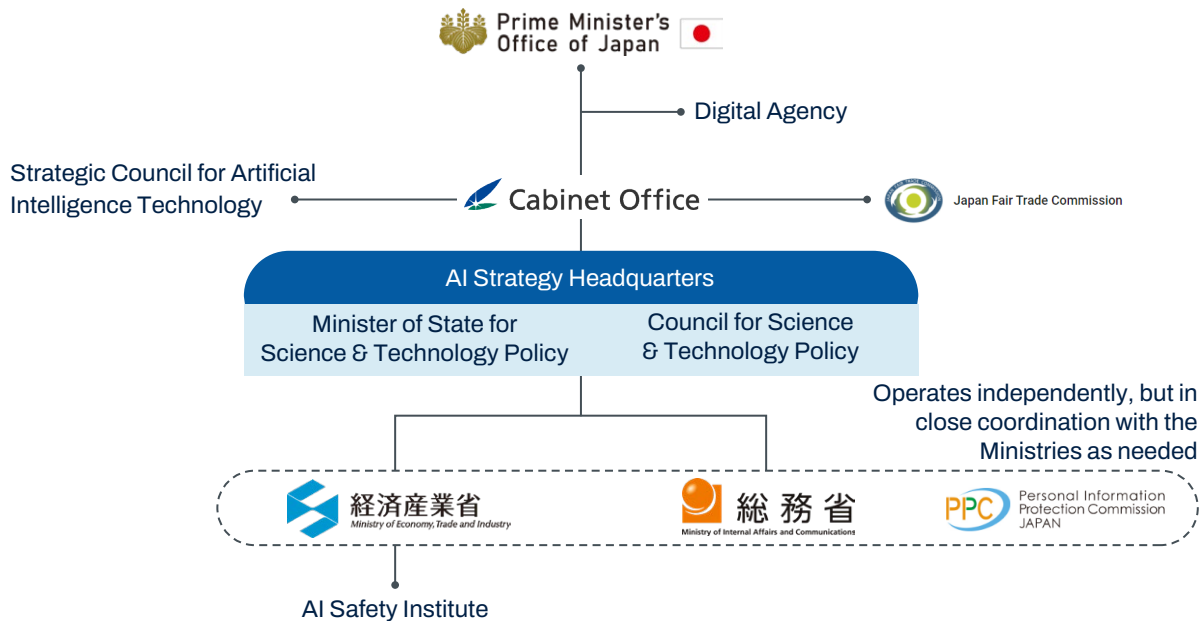 Prime Minister's
Office of Japan
Digital Agency
Strategic Council for Artificial
Intelligence Technology
Cabinet Office
Japan Fair Trade Commission
AI Strategy Headquarters
Minister of State for
Science & Technology Policy
Council for Science
& Technology Policy
Operates independently, but in
close coordination with the
Ministries as needed
経済産業省
Ministry of Economy, Trade and Industry
総務省
Ministry of Internal Affairs and Communications
PPC
Personal Information
Protection Commission
JAPAN
AI Safety Institute